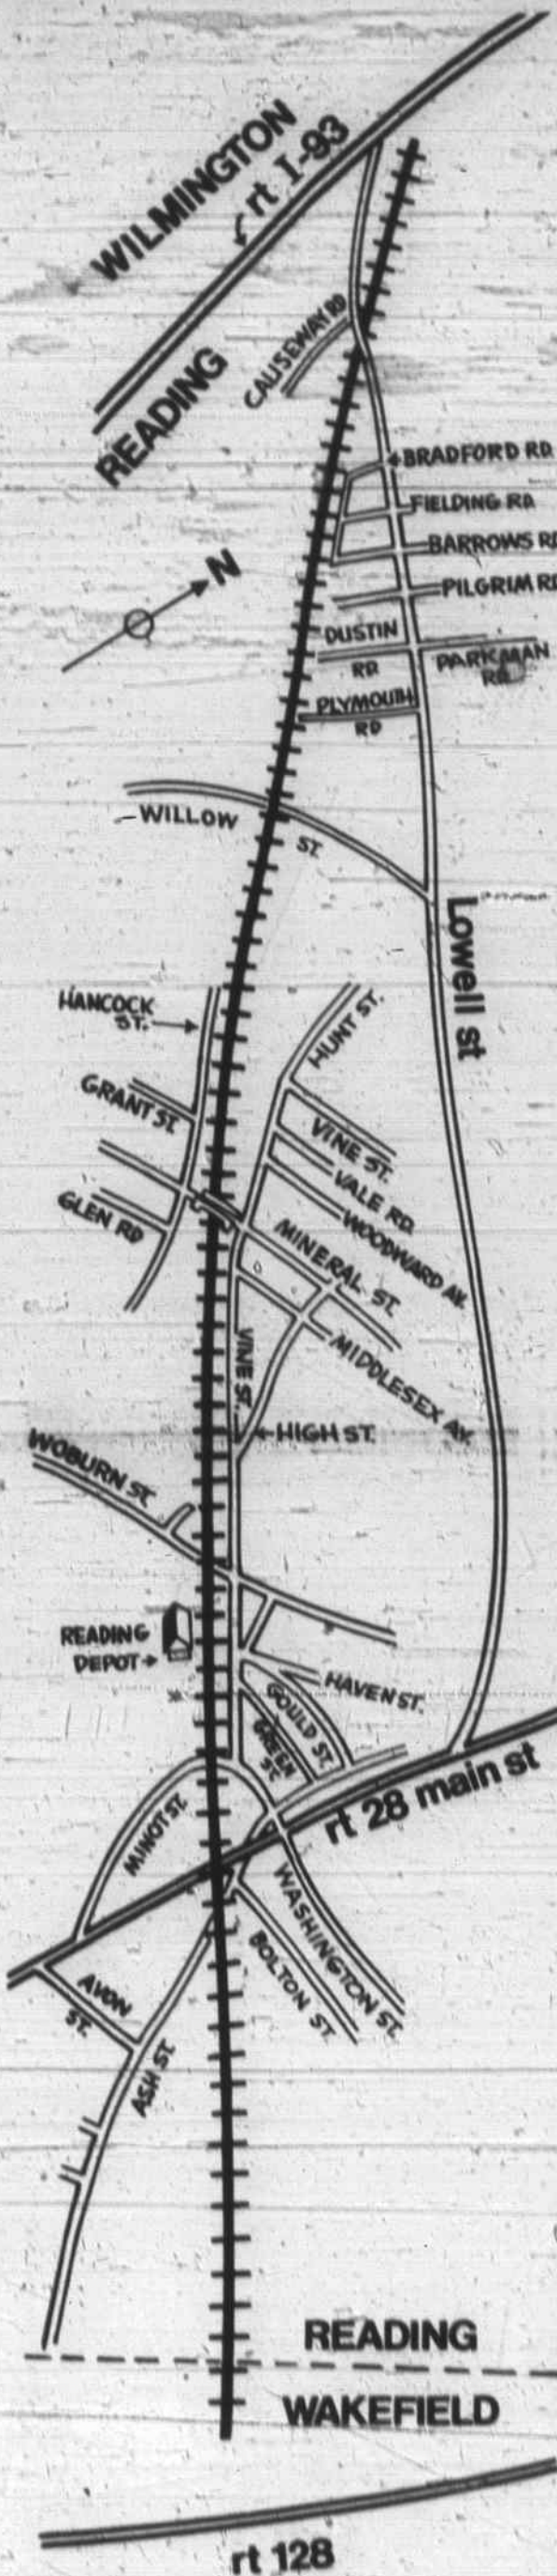 WILMINGTON
rt I-93
READING
CAUSEWAY RD
BRADFORD RD
FIELDING RD
BARROWS RD
PILGRIM RD
N
DUSTIN
RD
PARKMAN
RD
PLYMOUTH
RD
WILLOW
ST.
Lowell st
HANCOCK
ST.
HUNT ST.
GRANT ST.
VINE ST.
VALE RD.
WOODWARD AV.
GLEN RD
MINERAL ST.
VINE ST.
MIDDLESEX AV.
HIGH ST.
WOBURN ST
READING
DEPOT
HAVEN ST.
GOULD ST.
GREEN
ST.
rt 28 main st
MINOT ST.
WASHINGTON ST.
BOLTON ST.
AVON
ST.
ASH ST.
READING
WAKEFIELD
rt 128